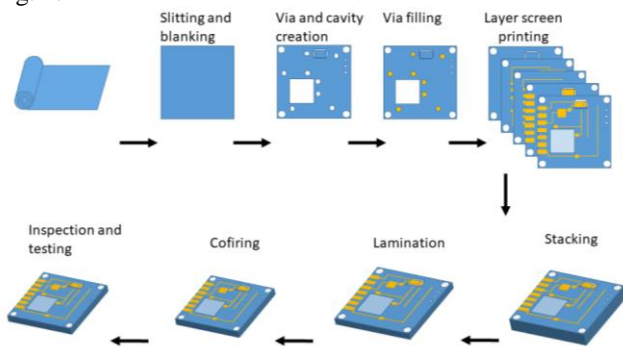 Slitting and
blanking
Via and cavity
creation
Via filling
Layer screen
printing
Inspection and
testing
Cofiring
Lamination
Stacking